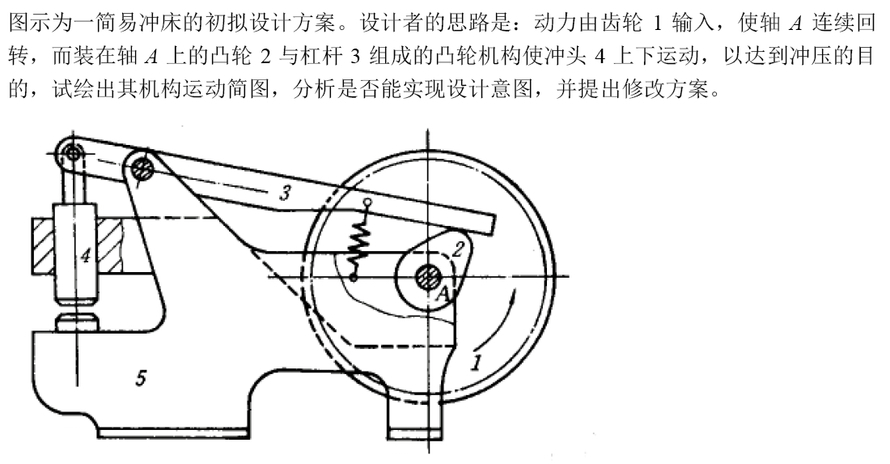 图示为一简易冲床的初拟设计方案。设计者的思路是：动力由齿轮 1 输入，使轴 A 连续回
转，而装在轴 A 上的凸轮 2 与杠杆 3 组成的凸轮机构使冲头 4 上下运动，以达到冲压的目
的，试绘出其机构运动简图，分析是否能实现设计意图，并提出修改方案。
3
2
4
A
1
5